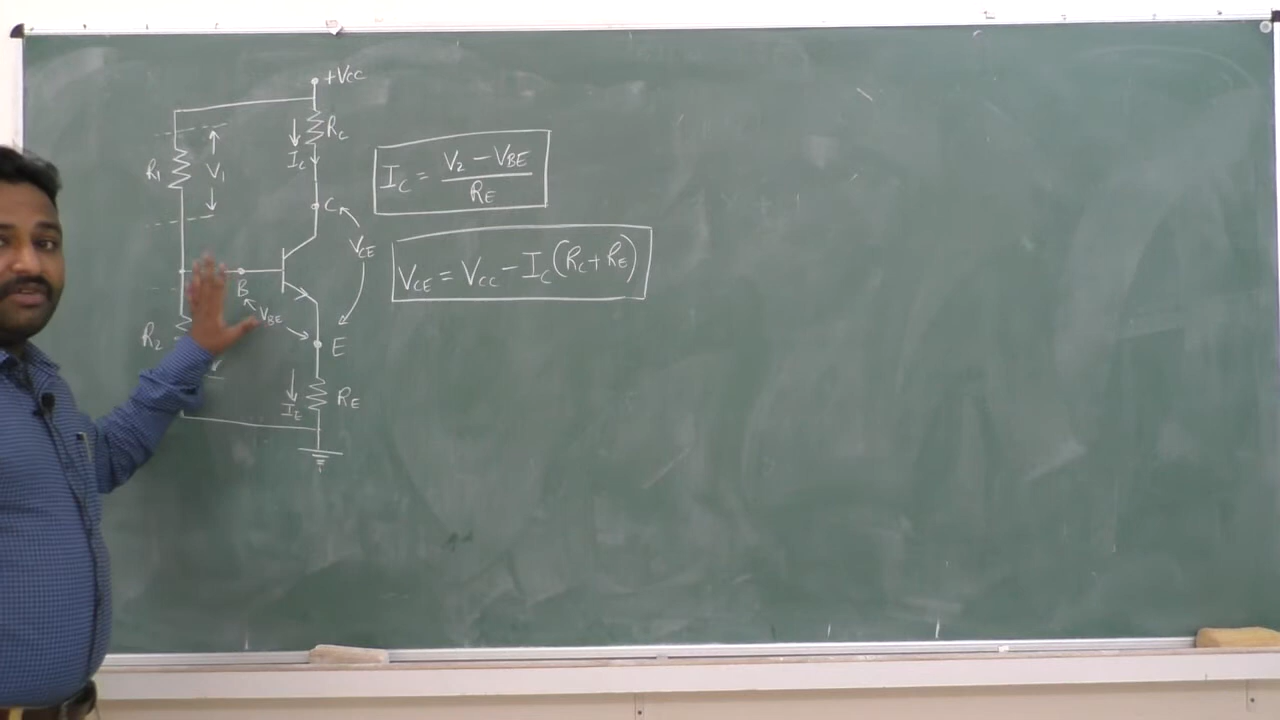 +VCC
RC
R1
V1
IC
C
VCE
B
VBE
R2
E
IE
RE
IC = V2 - VBE / RE
VCE = VCC - IC (RC + RE)